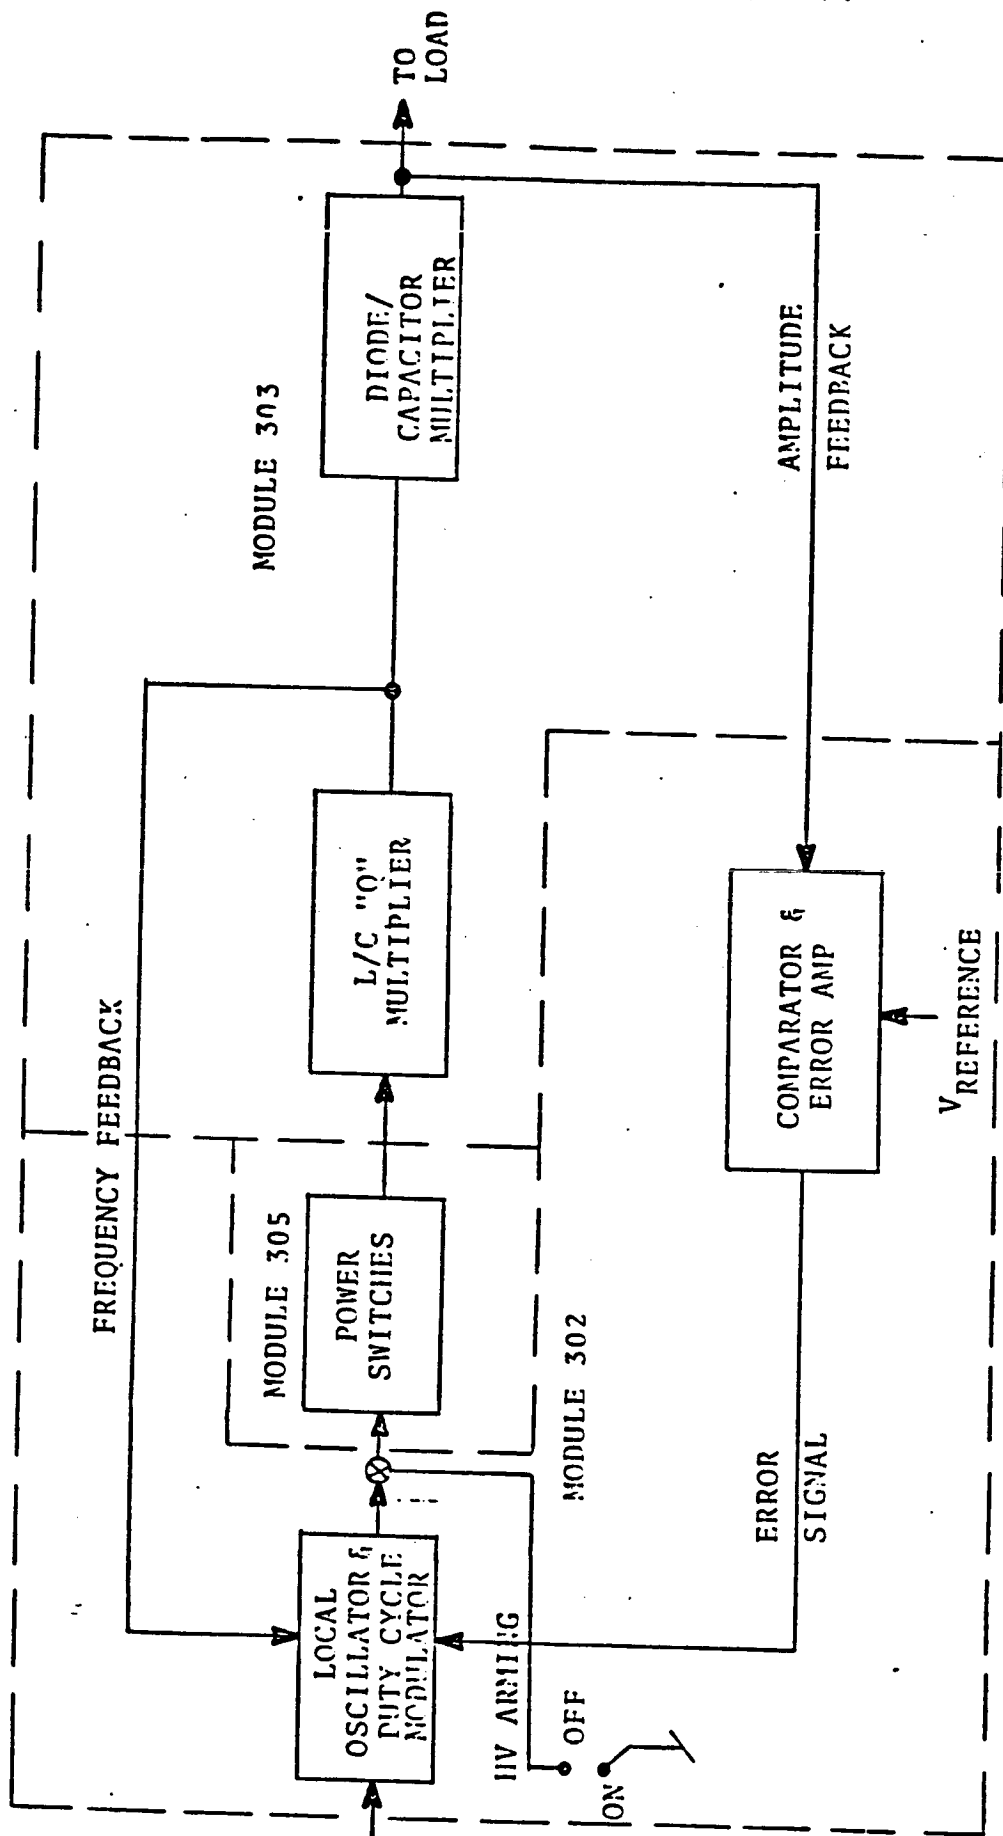 FREQUENCY FEEDBACK
MODULE 303
MODULE 305
LOCAL
OSCILLATOR &
DUTY CYCLE
MODULATOR
POWER
SWITCHES
L/C "Q"
MULTIPLIER
DIODE/
CAPACITOR
MULTIPLIER
TO
LOAD
HV ARMING
OFF
ON
MODULE 302
ERROR
SIGNAL
COMPARATOR &
ERROR AMP
AMPLITUDE
FEEDBACK
VREFERENCE